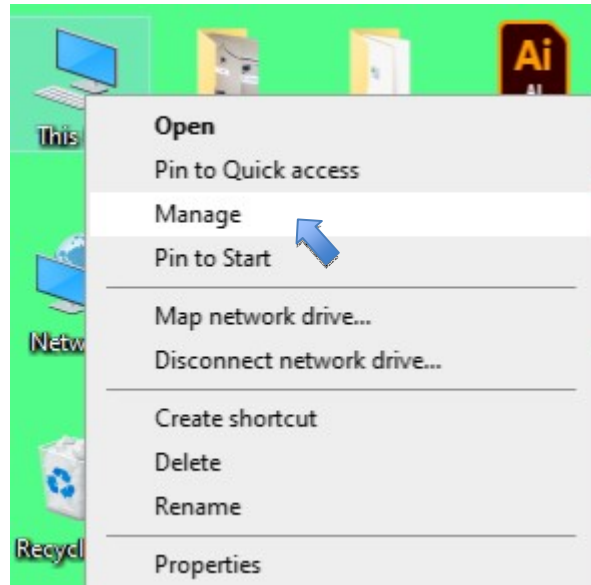 Ai
AI
This
Open
Pin to Quick access
Manage
Pin to Start
Map network drive...
Disconnect network drive...
Netw
Create shortcut
Delete
Rename
Recycl
Properties